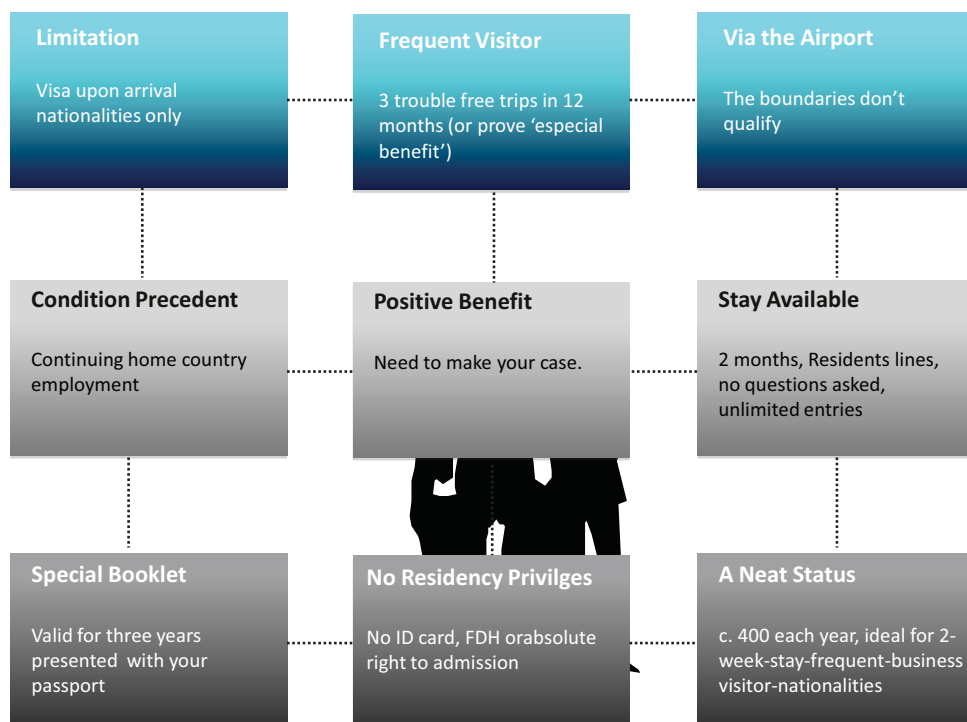 Limitation
Visa upon arrival
nationalities only
Frequent Visitor
3 trouble free trips in 12
months (or prove ‘especial
benefit’)
Via the Airport
The boundaries don’t
qualify
Condition Precedent
Continuing home country
employment
Positive Benefit
Need to make your case.
Stay Available
2 months, Residents lines,
no questions asked,
unlimited entries
Special Booklet
Valid for three years
presented with your
passport
No Residency Privilges
No ID card, FDH orabsolute
right to admission
A Neat Status
c. 400 each year, ideal for 2-
week-stay-frequent-business
visitor-nationalities